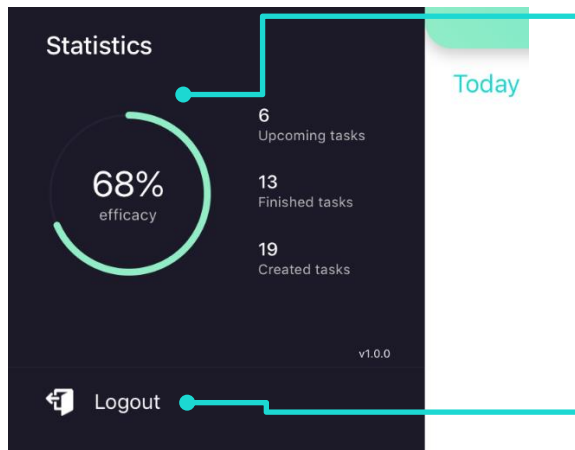 Statistics
Today
68%
efficacy
6
Upcoming tasks
13
Finished tasks
19
Created tasks
v1.0.0
Logout